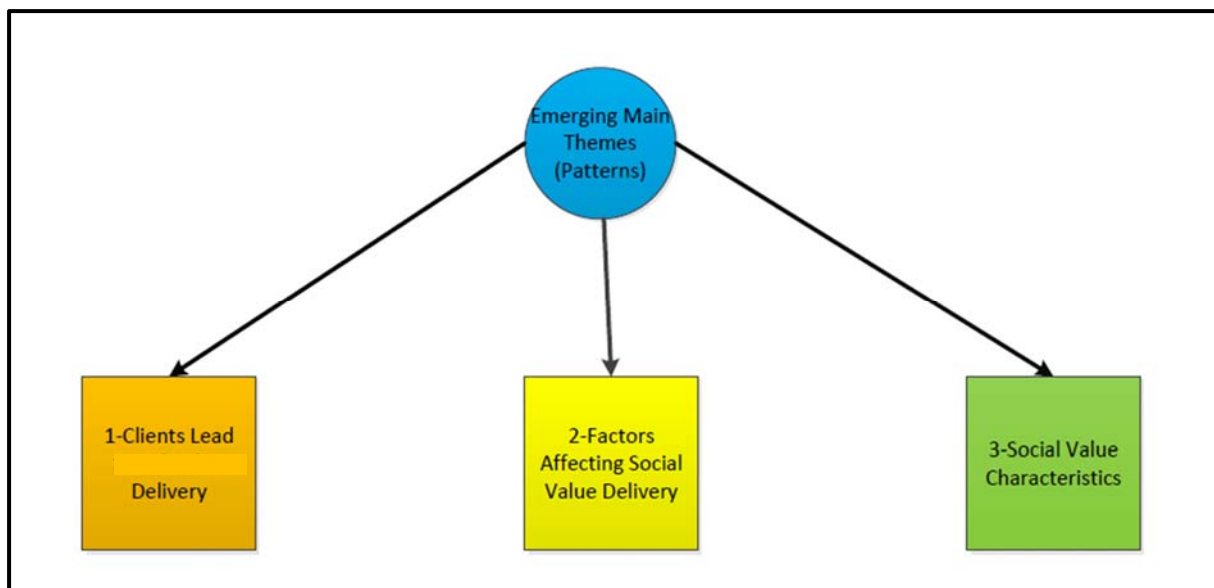 Emerging Main
Themes
(Patterns)
1-Clients Lead
Delivery
2-Factors
Affecting Social
Value Delivery
3-Social Value
Characteristics